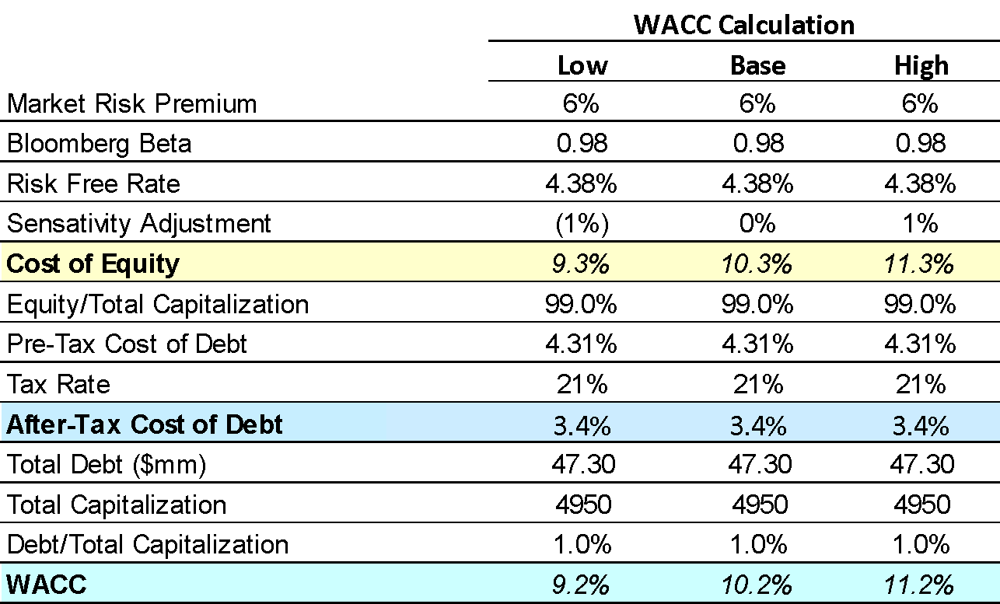 WACC Calculation
Low Base High
Market Risk Premium 6% 6% 6%
Bloomberg Beta 0.98 0.98 0.98
Risk Free Rate 4.38% 4.38% 4.38%
Sensativity Adjustment (1%) 0% 1%
Cost of Equity 9.3% 10.3% 11.3%
Equity/Total Capitalization 99.0% 99.0% 99.0%
Pre-Tax Cost of Debt 4.31% 4.31% 4.31%
Tax Rate 21% 21% 21%
After-Tax Cost of Debt 3.4% 3.4% 3.4%
Total Debt ($mm) 47.30 47.30 47.30
Total Capitalization 4950 4950 4950
Debt/Total Capitalization 1.0% 1.0% 1.0%
WACC 9.2% 10.2% 11.2%